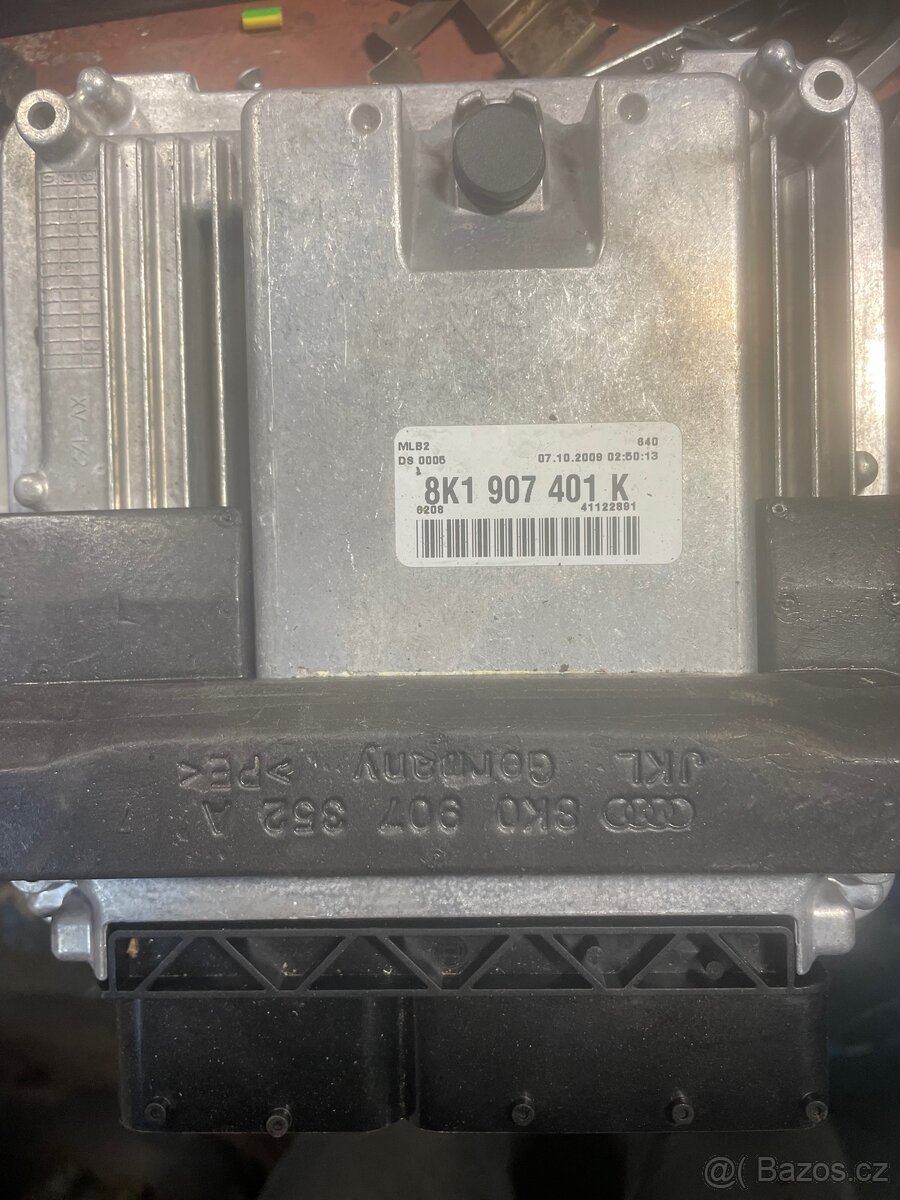 MLB2 640
DS 0005 07.10.2009 02:50:13
8K1 907 401 K
0208 41122891
JKL Germany >PE<
8K0 907 352 A 7
@( Bazos.cz